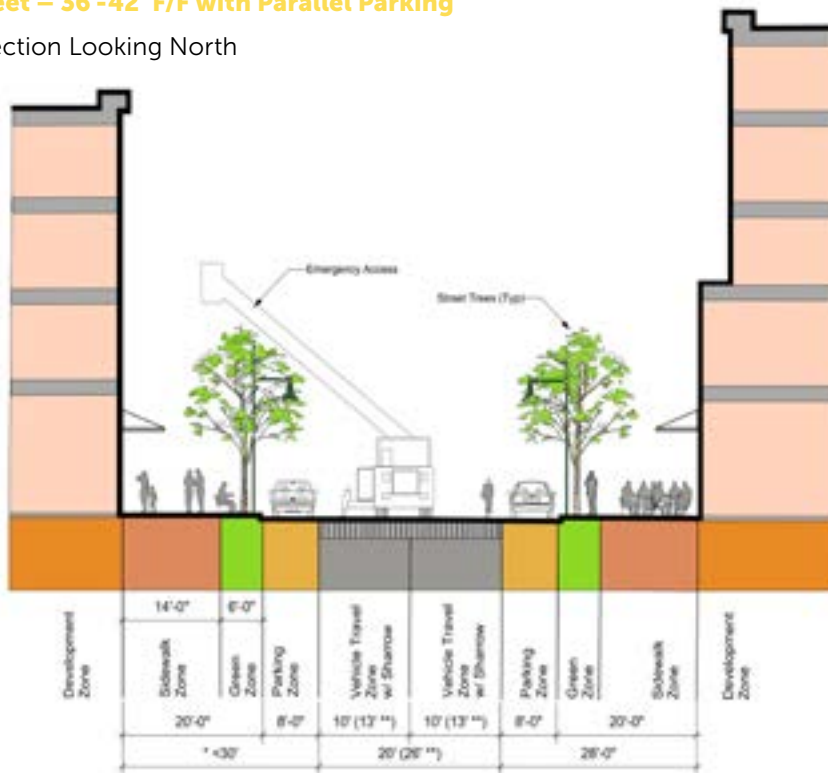 eet – 36'-42' F/F with Parallel Parking
ection Looking North
Emergency Access
Street Trees (Typ)
14'-0"
6'-0"
Development
Zone
Sidewalk
Zone
Green
Zone
Parking
Zone
Vehicle Travel
Zone
w/ Sharrow
Vehicle Travel
Zone
w/ Sharrow
Parking
Zone
Green
Zone
Sidewalk
Zone
Development
Zone
20'-0"
8'-0"
10' (13' **)
10' (13' **)
8'-0"
20'-0"
* <30'
20' (26' **)
28'-0"